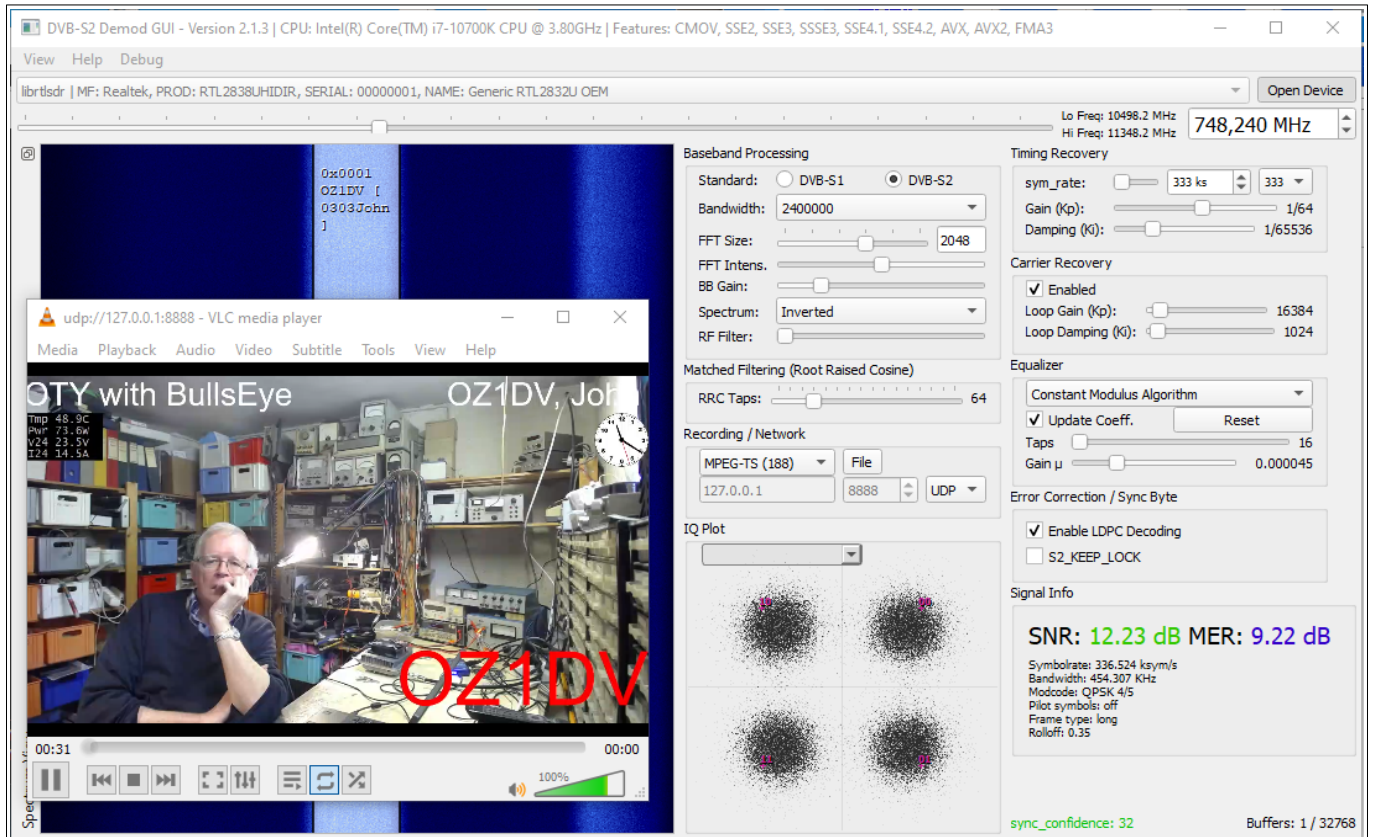 DVB-S2 Demod GUI - Version 2.1.3 | CPU: Intel(R) Core(TM) i7-10700K CPU @ 3.80GHz | Features: CMOV, SSE2, SSE3, SSSE3, SSE4.1, SSE4.2, AVX, AVX2, FMA3
View Help Debug
librtlsdr | MF: Realtek, PROD: RTL2838UHIDIR, SERIAL: 00000001, NAME: Generic RTL2832U OEM
Open Device
Lo Freq: 10498.2 MHz
Hi Freq: 11348.2 MHz
748,240 MHz
0x0001
OZ1DV [
0303John
]
udp://127.0.0.1:8888 - VLC media player
Media Playback Audio Video Subtitle Tools View Help
OTY with BullsEye
OZ1DV, John
Tmp 48.9C
Pwr 73.6W
V24 23.5V
I24 14.5A
OZ1DV
00:31
00:00
100%
Baseband Processing
Standard: DVB-S1 DVB-S2
Bandwidth: 2400000
FFT Size: 2048
FFT Intens.
BB Gain:
Spectrum: Inverted
RF Filter:
Matched Filtering (Root Raised Cosine)
RRC Taps: 64
Recording / Network
MPEG-TS (188) File
127.0.0.1 8888 UDP
IQ Plot
Timing Recovery
sym_rate: 333 ks 333
Gain (Kp): 1/64
Damping (Ki): 1/65536
Carrier Recovery
Enabled
Loop Gain (Kp): 16384
Loop Damping (Ki): 1024
Equalizer
Constant Modulus Algorithm
Update Coeff. Reset
Taps 16
Gain µ 0.000045
Error Correction / Sync Byte
Enable LDPC Decoding
S2_KEEP_LOCK
Signal Info
SNR: 12.23 dB MER: 9.22 dB
Symbolrate: 336.524 ksym/s
Bandwidth: 454.307 KHz
Modcode: QPSK 4/5
Pilot symbols: off
Frame type: long
Rolloff: 0.35
sync_confidence: 32
Buffers: 1 / 32768